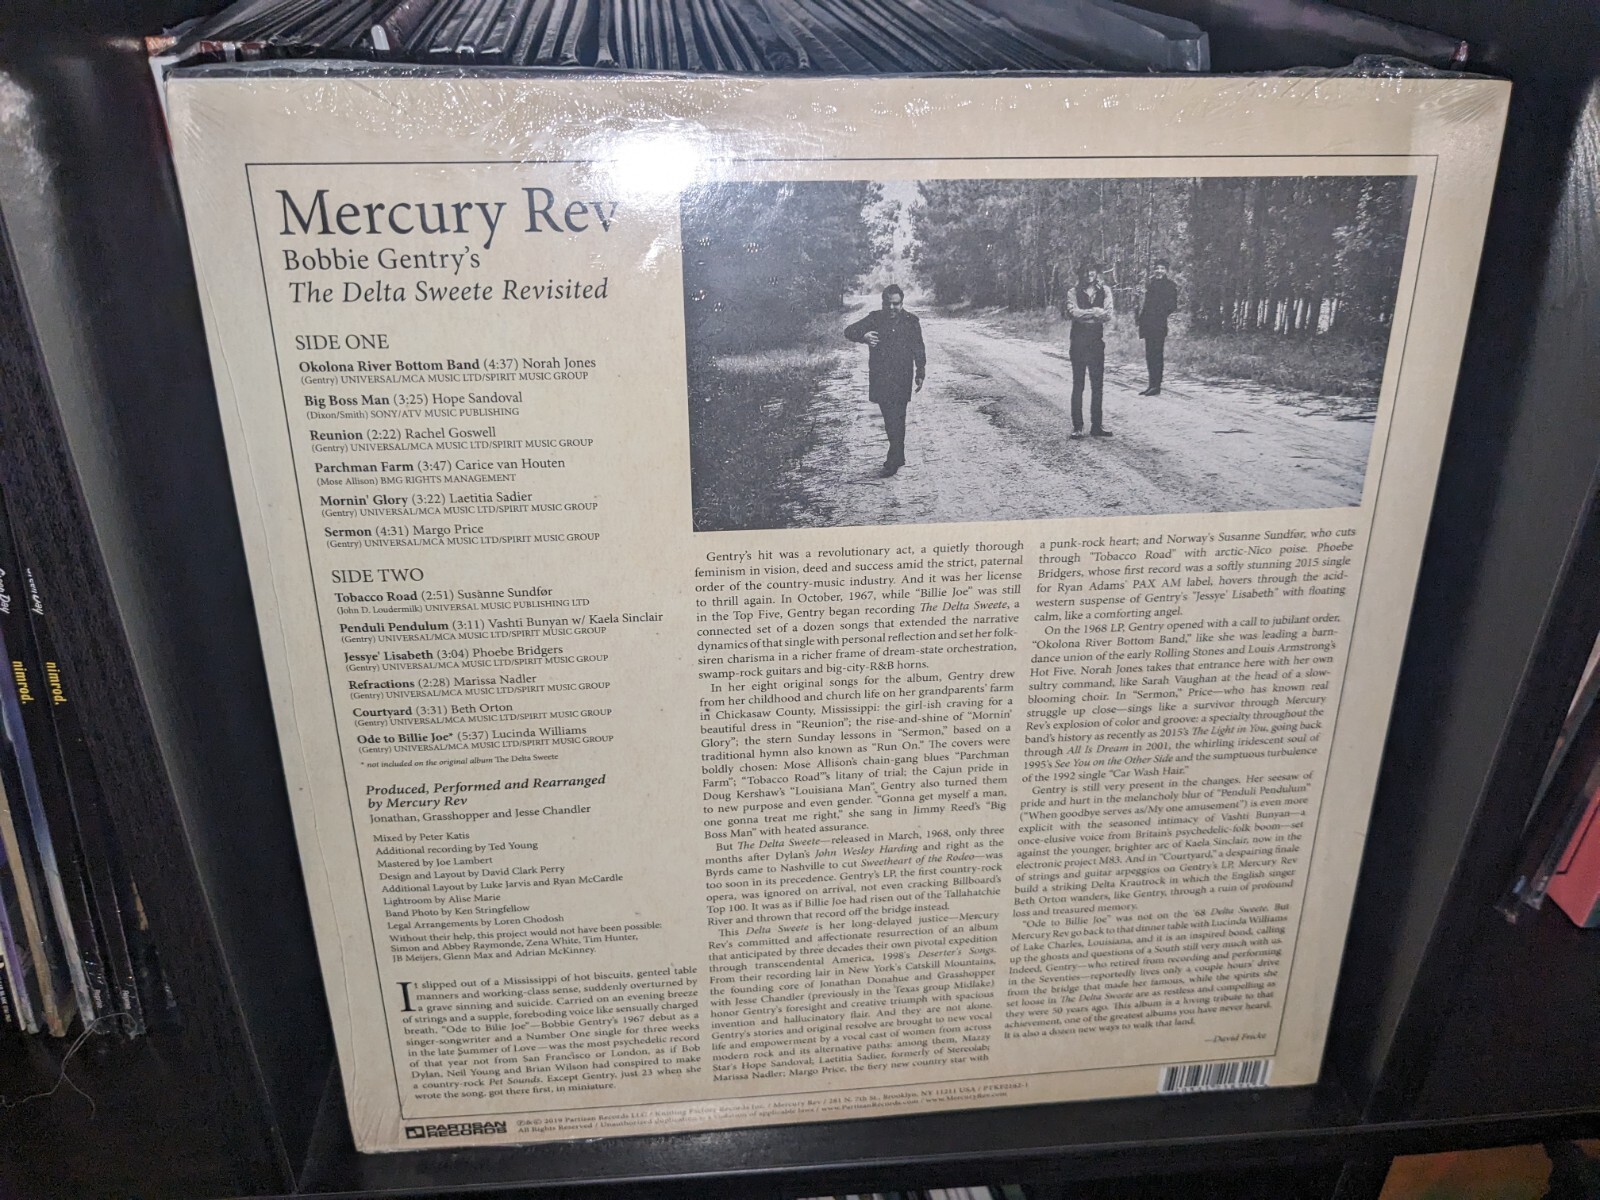 Mercury Rev
Bobbie Gentry's
The Delta Sweete Revisited
SIDE ONE
Okolona River Bottom Band (4:37) Norah Jones
(Gentry) UNIVERSAL/MCA MUSIC LTD/SPIRIT MUSIC GROUP
Big Boss Man (3:25) Hope Sandoval
(Dixon/Smith) SONY/ATV MUSIC PUBLISHING
Reunion (2:22) Rachel Goswell
(Gentry) UNIVERSAL/MCA MUSIC LTD/SPIRIT MUSIC GROUP
Parchman Farm (3:47) Carice van Houten
(Mose Allison) BMG RIGHTS MANAGEMENT
Mornin' Glory (3:22) Laetitia Sadier
(Gentry) UNIVERSAL/MCA MUSIC LTD/SPIRIT MUSIC GROUP
Sermon (4:31) Margo Price
(Gentry) UNIVERSAL/MCA MUSIC LTD/SPIRIT MUSIC GROUP
SIDE TWO
Tobacco Road (2:51) Susanne Sundfør
(John D. Loudermilk) UNIVERSAL MUSIC PUBLISHING LTD
Penduli Pendulum (3:11) Vashti Bunyan w/ Kaela Sinclair
(Gentry) UNIVERSAL/MCA MUSIC LTD/SPIRIT MUSIC GROUP
Jessye' Lisabeth (3:04) Phoebe Bridgers
(Gentry) UNIVERSAL/MCA MUSIC LTD/SPIRIT MUSIC GROUP
Refractions (2:28) Marissa Nadler
(Gentry) UNIVERSAL/MCA MUSIC LTD/SPIRIT MUSIC GROUP
Courtyard (3:31) Beth Orton
(Gentry) UNIVERSAL/MCA MUSIC LTD/SPIRIT MUSIC GROUP
Ode to Billie Joe* (5:37) Lucinda Williams
(Gentry) UNIVERSAL/MCA MUSIC LTD/SPIRIT MUSIC GROUP
* not included on the original album The Delta Sweete
Produced, Performed and Rearranged
by Mercury Rev
Jonathan, Grasshopper and Jesse Chandler
Mixed by Peter Katis
Additional recording by Ted Young
Mastered by Joe Lambert
Design and Layout by David Clark Perry
Additional Layout by Luke Jarvis and Ryan McCardle
Lightroom by Alise Marie
Band Photo by Ken Stringfellow
Legal Arrangements by Loren Chodosh
Without their help, this project would not have been possible:
Simon and Abbey Raymonde, Zena White, Tim Hunter,
JB Meijers, Glenn Max and Adrian McKinney.
It slipped out of a Mississippi of hot biscuits, genteel table
manners and working-class sense, suddenly overturned by
a grave sinning and suicide. Carried on an evening breeze
of strings and a supple, foreboding voice like sensually charged
breath, "Ode to Bilie Joe"—Bobbie Gentry's 1967 debut as a
singer-songwriter and a Number One single for three weeks
in the late Summer of Love—was the most psychedelic record
of that year not from San Francisco or London, as if Bob
Dylan, Neil Young and Brian Wilson had conspired to make
a country-rock Pet Sounds. Except Gentry, just 23 when she
wrote the song, got there first, in miniature.
Gentry's hit was a revolutionary act, a quietly thorough
feminism in vision, deed and success amid the strict, paternal
order of the country-music industry. And it was her license
to thrill again. In October, 1967, while "Billie Joe" was still
in the Top Five, Gentry began recording The Delta Sweete, a
connected set of a dozen songs that extended the narrative
dynamics of that single with personal reflection and set her folk-
siren charisma in a richer frame of dream-state orchestration,
swamp-rock guitars and big-city-R&B horns.
In her eight original songs for the album, Gentry drew
from her childhood and church life on her grandparents' farm
in Chickasaw County, Mississippi: the girl-ish craving for a
beautiful dress in "Reunion"; the rise-and-shine of "Mornin'
Glory"; the stern Sunday lessons in "Sermon," based on a
traditional hymn also known as "Run On." The covers were
boldly chosen: Mose Allison's chain-gang blues "Parchman
Farm"; "Tobacco Road"'s litany of trial; the Cajun pride in
Doug Kershaw's "Louisiana Man". Gentry also turned them
to new purpose and even gender. "Gonna get myself a man,
one gonna treat me right," she sang in Jimmy Reed's "Big
Boss Man" with heated assurance.
But The Delta Sweete—released in March, 1968, only three
months after Dylan's John Wesley Harding and right as the
Byrds came to Nashville to cut Sweetheart of the Rodeo—was
too soon in its precedence. Gentry's LP, the first country-rock
opera, was ignored on arrival, not even cracking Billboard's
Top 100. It was as if Billie Joe had risen out of the Tallahatchie
River and thrown that record off the bridge instead.
This Delta Sweete is her long-delayed justice—Mercury
Rev's committed and affectionate resurrection of an album
that anticipated by three decades their own pivotal expedition
through transcendental America, 1998's Deserter's Songs.
From their recording lair in New York's Catskill Mountains,
the founding core of Jonathan Donahue and Grasshopper
with Jesse Chandler (previously in the Texas group Midlake)
honor Gentry's foresight and creative triumph with spacious
invention and hallucinatory flair. And they are not alone.
Gentry's stories and original resolve are brought to new vocal
life and empowerment by a vocal cast of women from across
modern rock and its alternative paths: among them, Mazzy
Star's Hope Sandoval; Laetitia Sadier, formerly of Stereolab;
Marissa Nadler; Margo Price, the fiery new country star with
a punk-rock heart; and Norway's Susanne Sundfør, who cuts
through "Tobacco Road" with arctic-Nico poise. Phoebe
Bridgers, whose first record was a softly stunning 2015 single
for Ryan Adams' PAX AM label, hovers through the acid-
western suspense of Gentry's "Jessye' Lisabeth" with floating
calm, like a comforting angel.
On the 1968 LP, Gentry opened with a call to jubilant order,
"Okolona River Bottom Band," like she was leading a barn-
dance union of the early Rolling Stones and Louis Armstrong's
Hot Five. Norah Jones takes that entrance here with her own
sultry command, like Sarah Vaughan at the head of a slow-
blooming choir. In "Sermon," Price—who has known real
struggle up close—sings like a survivor through Mercury
Rev's explosion of color and groove: a specialty throughout the
band's history as recently as 2015's The Light in You, going back
through All Is Dream in 2001, the whirling iridescent soul of
1995's See You on the Other Side and the sumptuous turbulence
of the 1992 single "Car Wash Hair."
Gentry is still very present in the changes. Her seesaw of
pride and hurt in the melancholy blur of "Penduli Pendulum"
("When goodbye serves as/My one amusement") is even more
explicit with the seasoned intimacy of Vashti Bunyan—a
once-elusive voice from Britain's psychedelic-folk boom—set
against the younger, brighter arc of Kaela Sinclair, now in the
electronic project M83. And in "Courtyard," a despairing finale
of strings and guitar arpeggios on Gentry's LP, Mercury Rev
build a striking Delta Krautrock in which the English singer
Beth Orton wanders, like Gentry, through a ruin of profound
loss and treasured memory.
"Ode to Billie Joe" was not on the '68 Delta Sweete. But
Mercury Rev go back to that dinner table with Lucinda Williams
of Lake Charles, Louisiana, and it is an inspired bond, calling
up the ghosts and questions of a South still very much with us.
Indeed, Gentry—who retired from recording and performing
in the Seventies—reportedly lives only a couple hours' drive
from the bridge that made her famous, while the spirits she
set loose in The Delta Sweete are as restless and compelling as
they were 50 years ago. This album is a loving tribute to that
achievement, one of the greatest albums you have never heard.
It is also a dozen new ways to walk that land.
—David Fricke
PARTISAN
RECORDS
℗&© 2019 Partisan Records LLC / Knitting Factory Records Inc. / Mercury Rev / 281 N. 7th St., Brooklyn, NY 11211 USA / PTKF2162-1
All Rights Reserved / Unauthorized duplication is a violation of applicable laws / www.PartisanRecords.com / www.MercuryRev.com
nimrod.
nimrod.